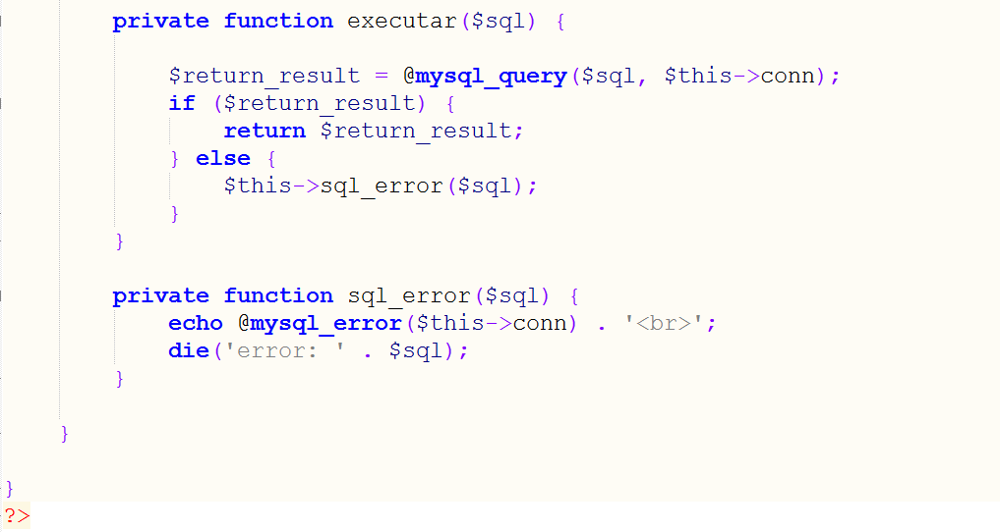 private function executar($sql) {
$return_result = @mysql_query($sql, $this->conn);
if ($return_result) {
return $return_result;
} else {
$this->sql_error($sql);
}
}
private function sql_error($sql) {
echo @mysql_error($this->conn) . '<br>';
die('error: ' . $sql);
}
}
}
?>